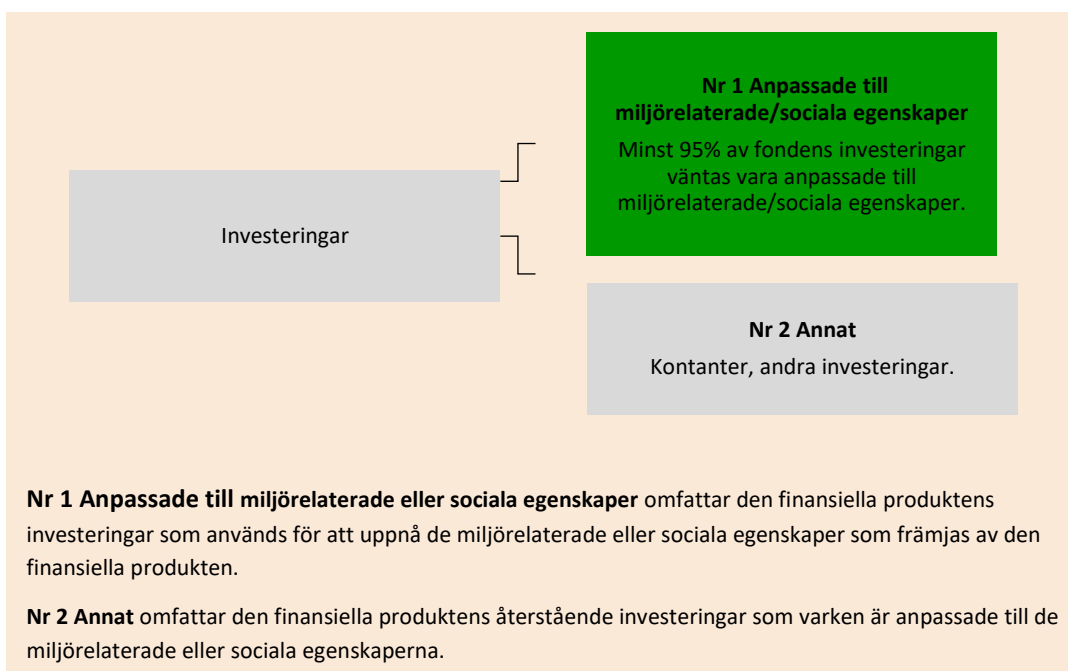 Nr 1 Anpassade till
miljörelaterade/sociala egenskaper
Minst 95% av fondens investeringar
väntas vara anpassade till
miljörelaterade/sociala egenskaper.
Investeringar
Nr 2 Annat
Kontanter, andra investeringar.
Nr 1 Anpassade till miljörelaterade eller sociala egenskaper omfattar den finansiella produktens
investeringar som används för att uppnå de miljörelaterade eller sociala egenskaper som främjas av den
finansiella produkten.
Nr 2 Annat omfattar den finansiella produktens återstående investeringar som varken är anpassade till de
miljörelaterade eller sociala egenskaperna.